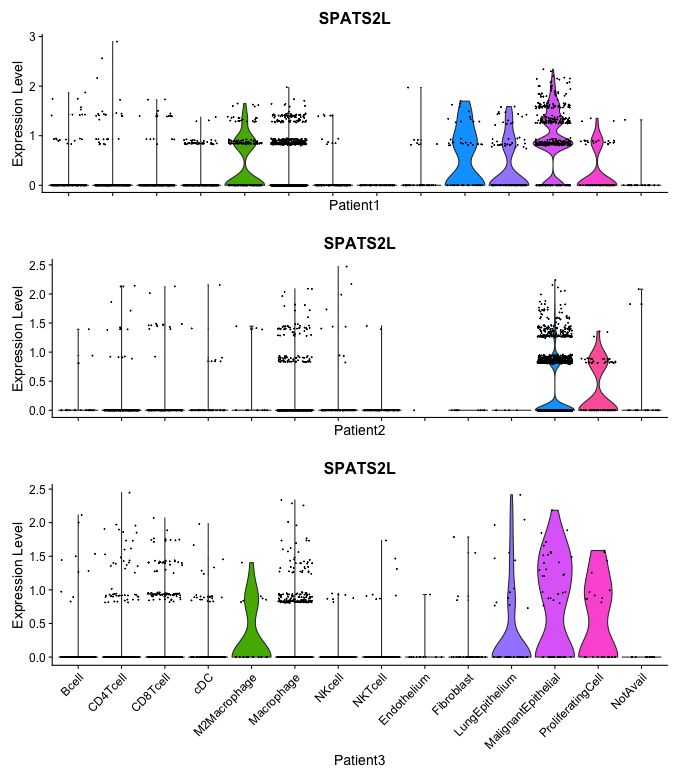 SPATS2L
Expression Level
3
2
1
0
Patient1
SPATS2L
Expression Level
2.5
2.0
1.5
1.0
0.5
0.0
Patient2
SPATS2L
Expression Level
2.5
2.0
1.5
1.0
0.5
0.0
Bcell
CD4Tcell
CD8Tcell
cDC
M2Macrophage
Macrophage
NKcell
NKTcell
Endothelium
Fibroblast
LungEpithelium
MalignantEpithelial
ProliferatingCell
NotAvail
Patient3